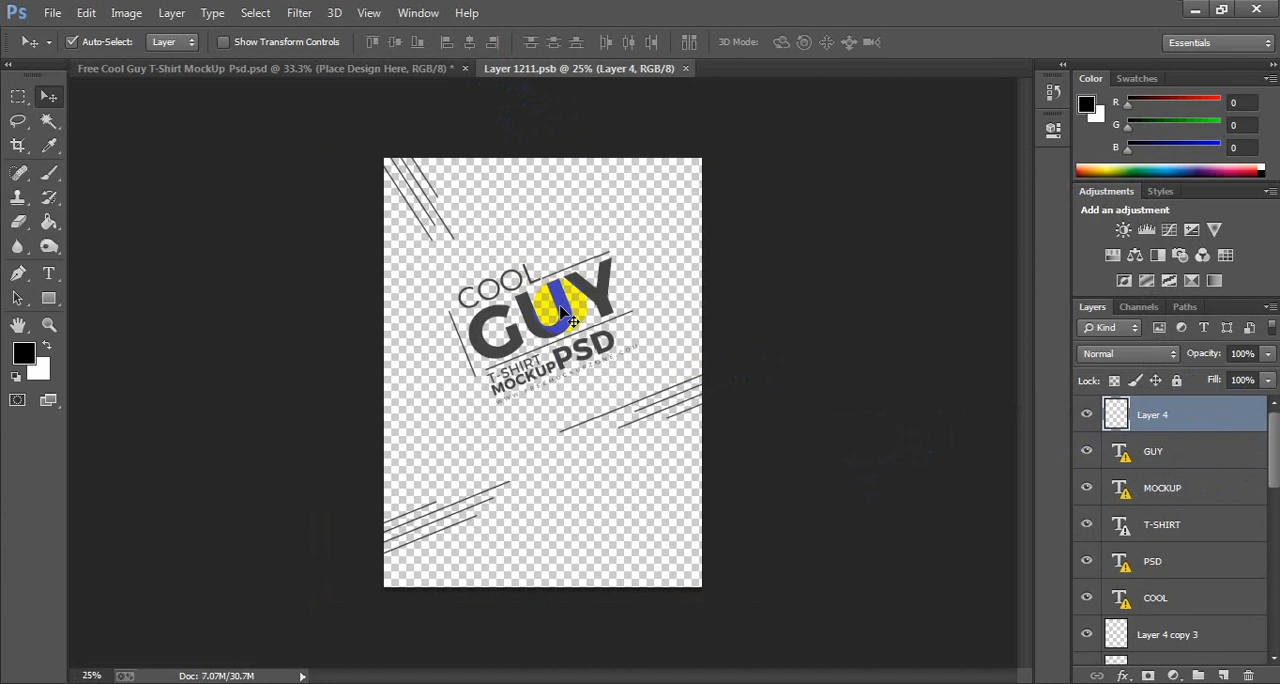 Ps File Edit Image Layer Type Select Filter 3D View Window Help
Auto-Select: Layer Show Transform Controls 3D Mode: Essentials
Free Cool Guy T-Shirt MockUp Psd.psd @ 33.3% (Place Design Here, RGB/8) * × Layer 1211.psb @ 25% (Layer 4, RGB/8) ×
Color Swatches
R 0
G 0
B 0
Adjustments Styles
Add an adjustment
COOL
GUY
T-SHIRT
MOCKUP PSD
Layers Channels Paths
Kind
Normal Opacity: 100%
Lock: Fill: 100%
Layer 4
GUY
MOCKUP
T-SHIRT
PSD
COOL
Layer 4 copy 3
25% Doc: 7.07M/30.7M